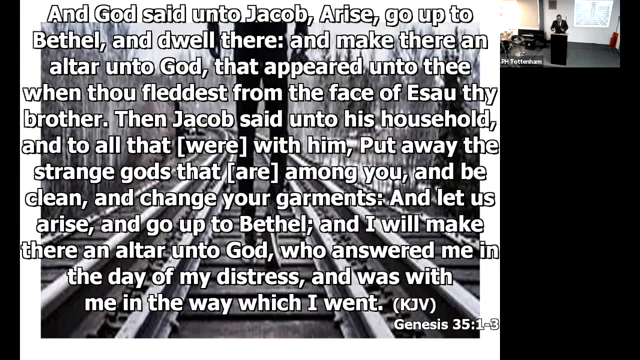 And God said unto Jacob, Arise, go up to
Bethel, and dwell there: and make there an
altar unto God, that appeared unto thee
when thou fleddest from the face of Esau thy
brother. Then Jacob said unto his household,
and to all that [were] with him, Put away the
strange gods that [are] among you, and be
clean, and change your garments: And let us
arise, and go up to Bethel; and I will make
there an altar unto God, who answered me in
the day of my distress, and was with
me in the way which I went. (KJV)
Genesis 35:1-3
PH Tottenham